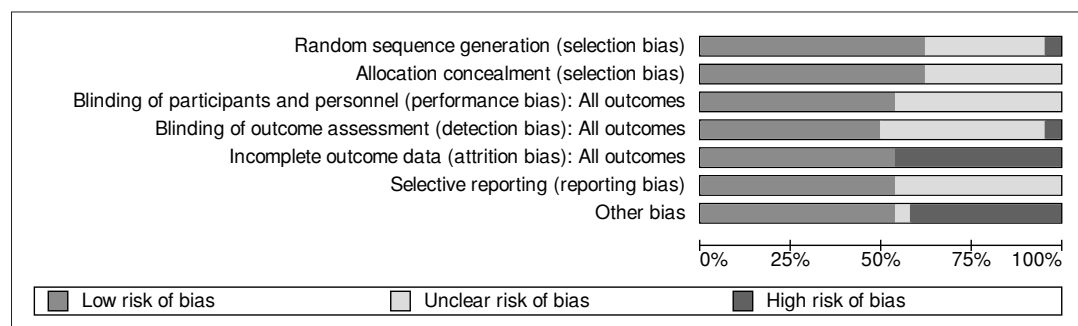 Random sequence generation (selection bias)
Allocation concealment (selection bias)
Blinding of participants and personnel (performance bias): All outcomes
Blinding of outcome assessment (detection bias): All outcomes
Incomplete outcome data (attrition bias): All outcomes
Selective reporting (reporting bias)
Other bias
0% 25% 50% 75% 100%
Low risk of bias Unclear risk of bias High risk of bias